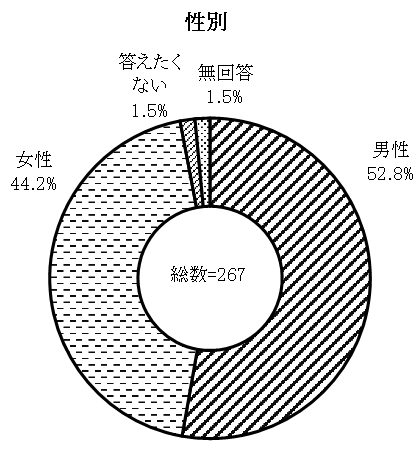 性別
答えたく
ない
1.5%
無回答
1.5%
男性
52.8%
女性
44.2%
総数=267